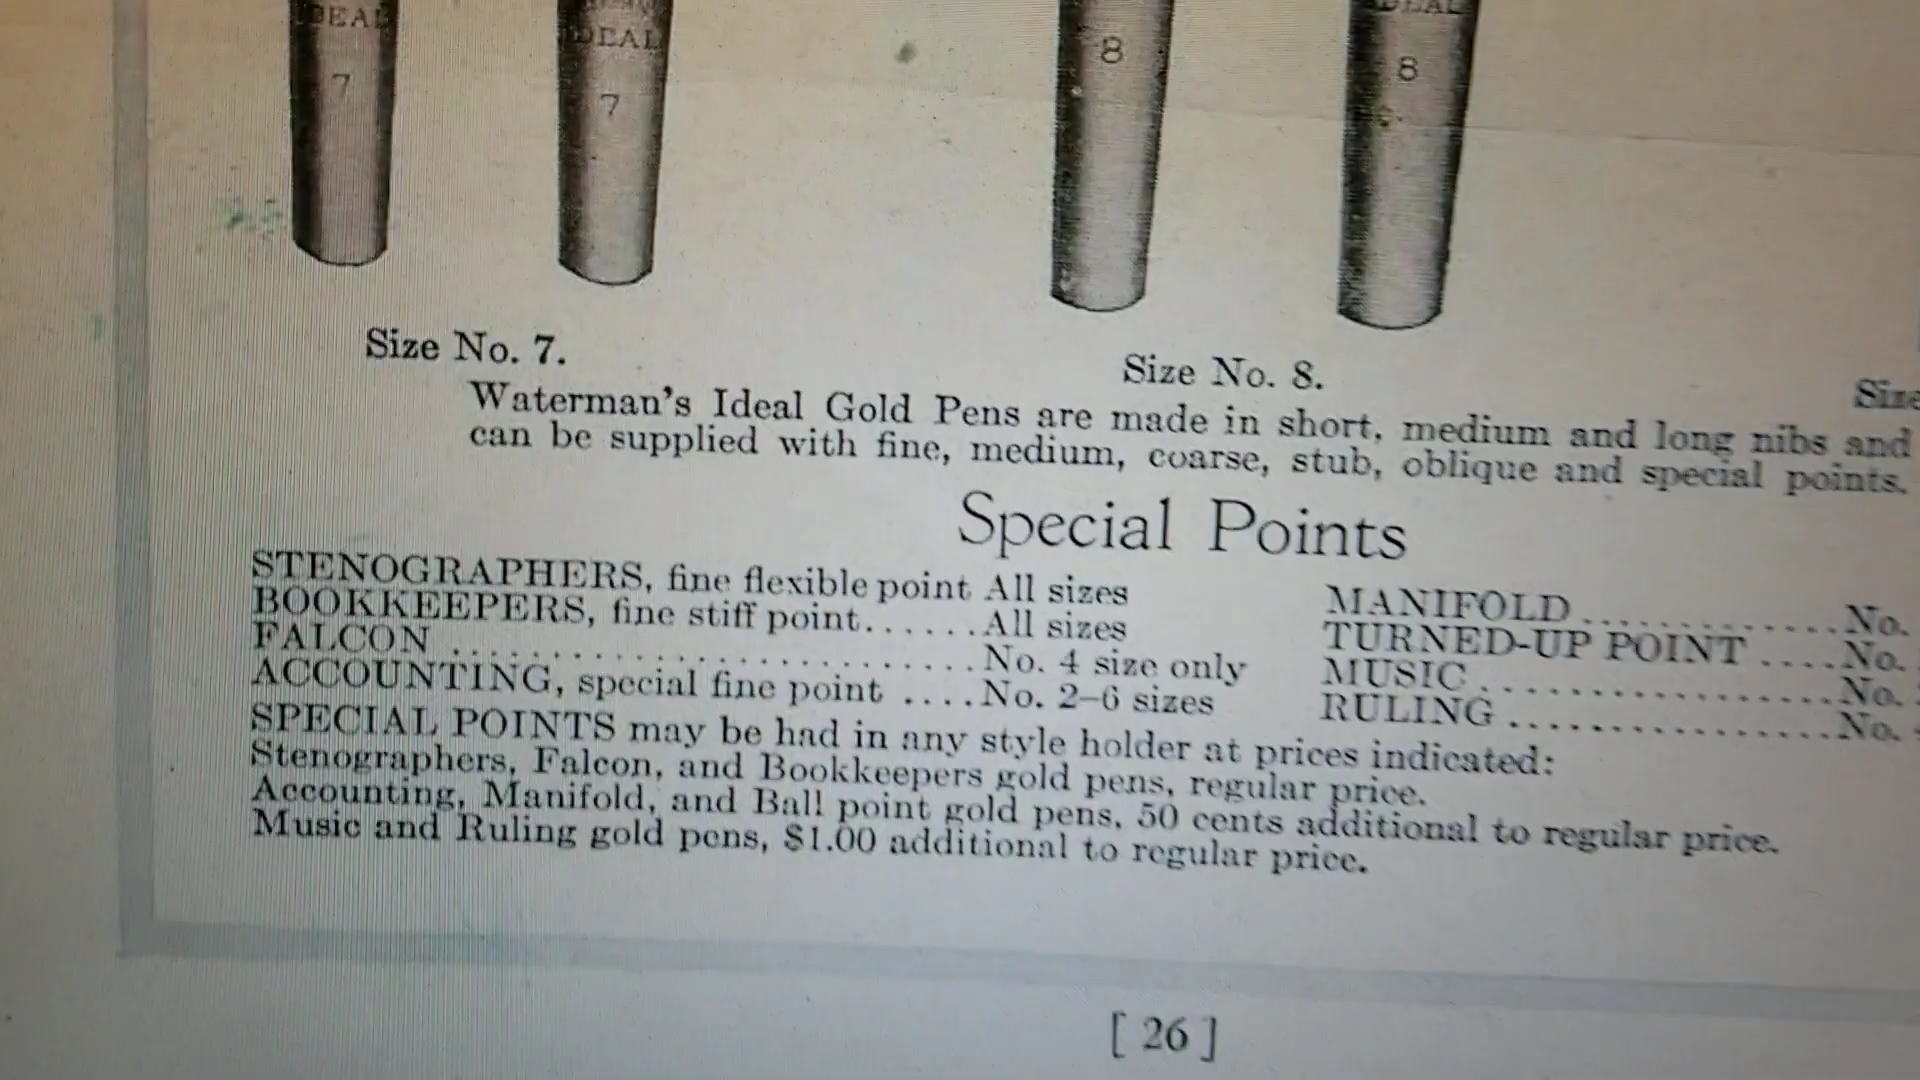 IDEAL
7
IDEAL
7
8
IDEAL
8
Size No. 7.
Size No. 8.
Size
Waterman's Ideal Gold Pens are made in short, medium and long nibs and
can be supplied with fine, medium, coarse, stub, oblique and special points.
Special Points
STENOGRAPHERS, fine flexible point All sizes
BOOKKEEPERS, fine stiff point.......All sizes
FALCON ............................No. 4 size only
ACCOUNTING, special fine point ....No. 2-6 sizes
MANIFOLD..............No.
TURNED-UP POINT ....No.
MUSIC...................No.
RULING.................No.
SPECIAL POINTS may be had in any style holder at prices indicated:
Stenographers, Falcon, and Bookkeepers gold pens, regular price.
Accounting, Manifold, and Ball point gold pens, 50 cents additional to regular price.
Music and Ruling gold pens, $1.00 additional to regular price.
[ 26 ]